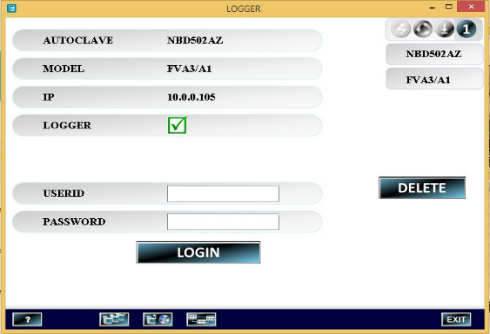 LOGGER
1
AUTOCLAVE NBD502AZ
NBD502AZ
MODEL FVA3/A1
FVA3/A1
IP 10.0.0.105
LOGGER
USERID
DELETE
PASSWORD
LOGIN
? EXIT